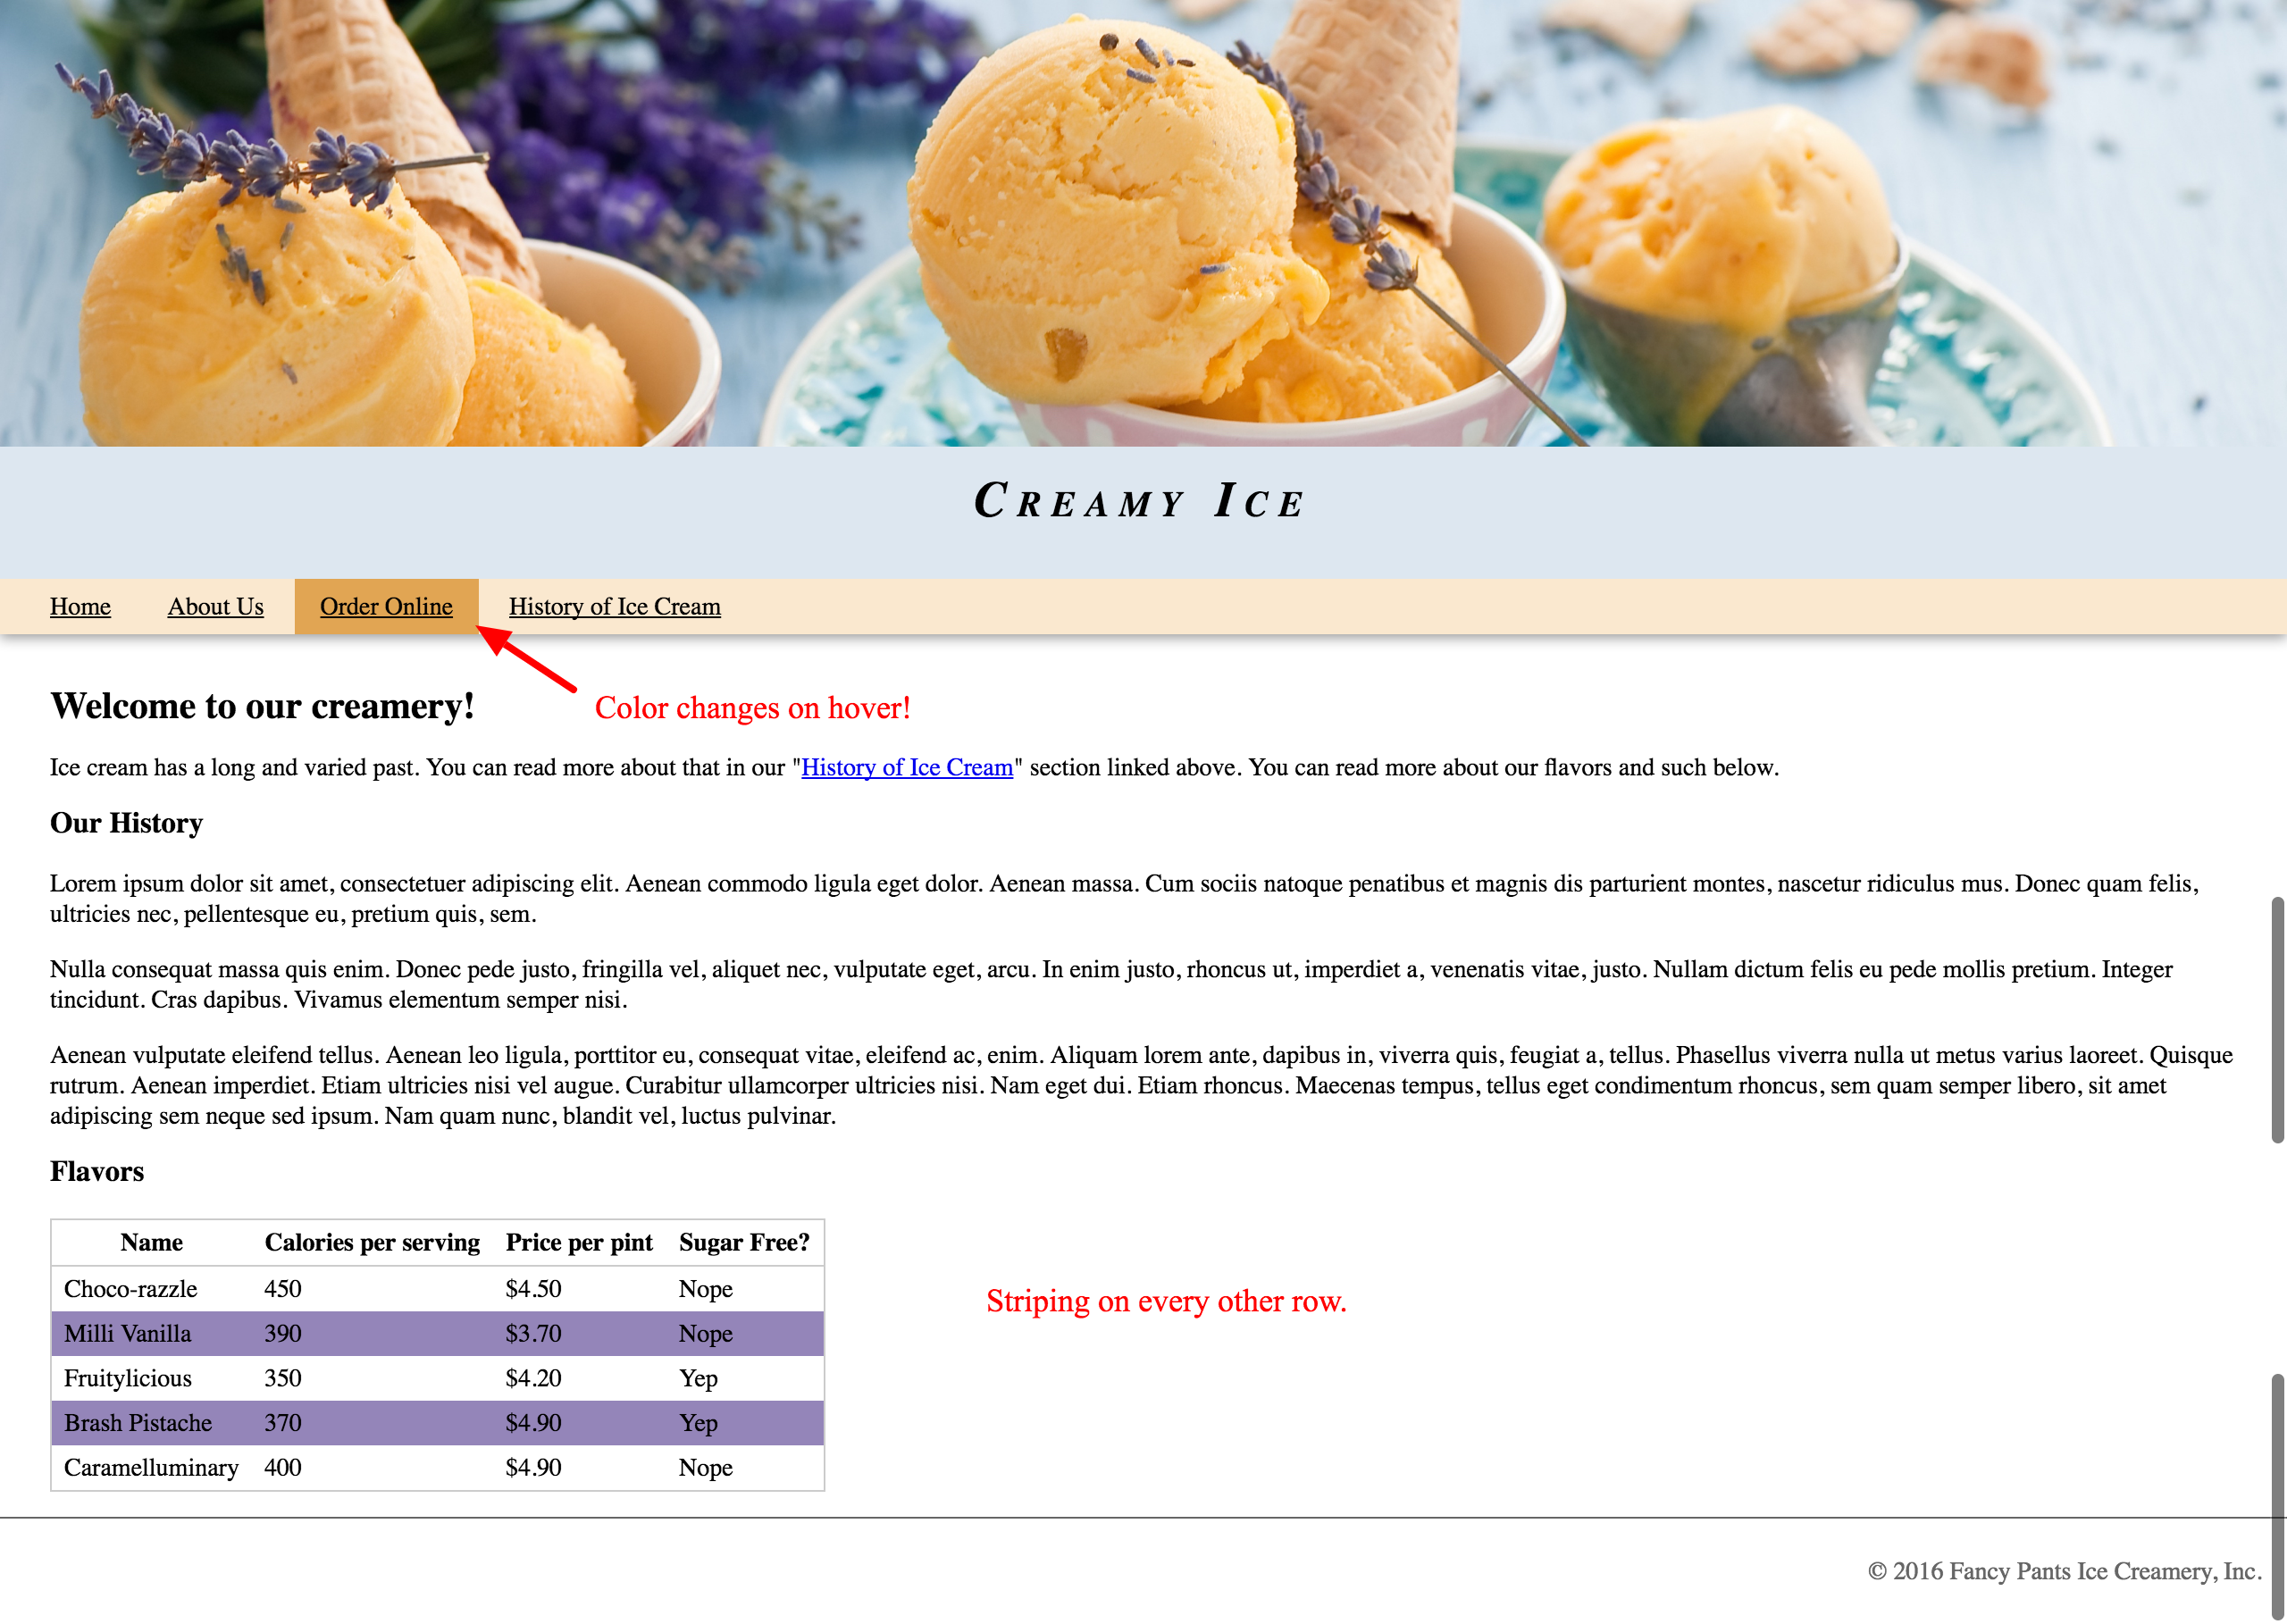 Creamy Ice
Home About Us Order Online History of Ice Cream
Welcome to our creamery!
Color changes on hover!
Ice cream has a long and varied past. You can read more about that in our "History of Ice Cream" section linked above. You can read more about our flavors and such below.
Our History
Lorem ipsum dolor sit amet, consectetuer adipiscing elit. Aenean commodo ligula eget dolor. Aenean massa. Cum sociis natoque penatibus et magnis dis parturient montes, nascetur ridiculus mus. Donec quam felis,
ultricies nec, pellentesque eu, pretium quis, sem.
Nulla consequat massa quis enim. Donec pede justo, fringilla vel, aliquet nec, vulputate eget, arcu. In enim justo, rhoncus ut, imperdiet a, venenatis vitae, justo. Nullam dictum felis eu pede mollis pretium. Integer
tincidunt. Cras dapibus. Vivamus elementum semper nisi.
Aenean vulputate eleifend tellus. Aenean leo ligula, porttitor eu, consequat vitae, eleifend ac, enim. Aliquam lorem ante, dapibus in, viverra quis, feugiat a, tellus. Phasellus viverra nulla ut metus varius laoreet. Quisque
rutrum. Aenean imperdiet. Etiam ultricies nisi vel augue. Curabitur ullamcorper ultricies nisi. Nam eget dui. Etiam rhoncus. Maecenas tempus, tellus eget condimentum rhoncus, sem quam semper libero, sit amet
adipiscing sem neque sed ipsum. Nam quam nunc, blandit vel, luctus pulvinar.
Flavors
Name Calories per serving Price per pint Sugar Free?
Choco-razzle 450 $4.50 Nope
Striping on every other row.
Milli Vanilla 390 $3.70 Nope
Fruitylicious 350 $4.20 Yep
Brash Pistache 370 $4.90 Yep
Caramelluminary 400 $4.90 Nope
© 2016 Fancy Pants Ice Creamery, Inc.